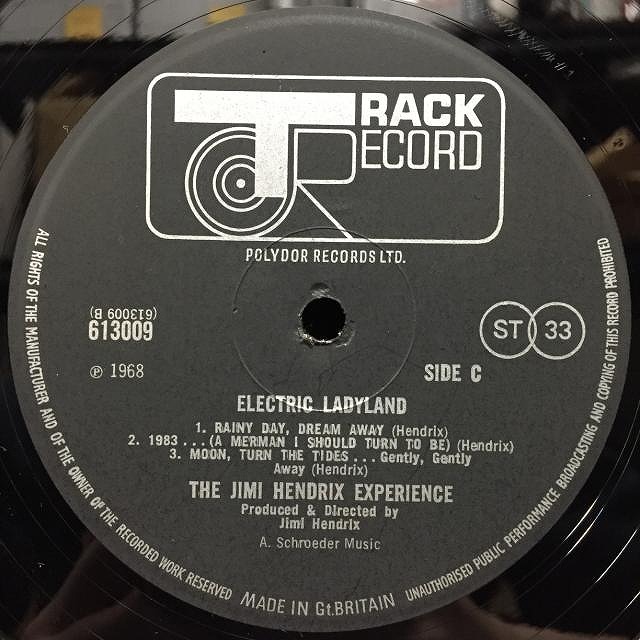 TRACK
RECORD
POLYDOR RECORDS LTD.
(613009 B)
613009
ST 33
℗ 1968
SIDE C
ELECTRIC LADYLAND
1. RAINY DAY, DREAM AWAY (Hendrix)
2. 1983 ... (A MERMAN I SHOULD TURN TO BE) (Hendrix)
3. MOON, TURN THE TIDES ... Gently, Gently
Away (Hendrix)
THE JIMI HENDRIX EXPERIENCE
Produced & Directed by
Jimi Hendrix
A. Schroeder Music
ALL RIGHTS OF THE MANUFACTURER AND OF THE OWNER OF THE RECORDED WORK RESERVED
MADE IN Gt.BRITAIN
UNAUTHORISED PUBLIC PERFORMANCE BROADCASTING AND COPYING OF THIS RECORD PROHIBITED